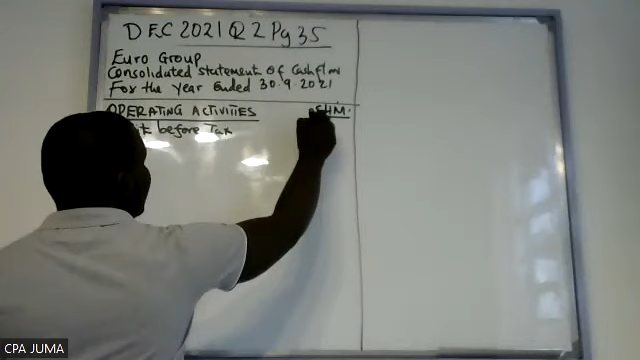 DEC 2021 Q2 Pg 35
Euro Group
Consolidated statement of Cashflow
For the year Ended 30.9.2021
OPERATING ACTIVITIES
before Tax
CPA JUMA